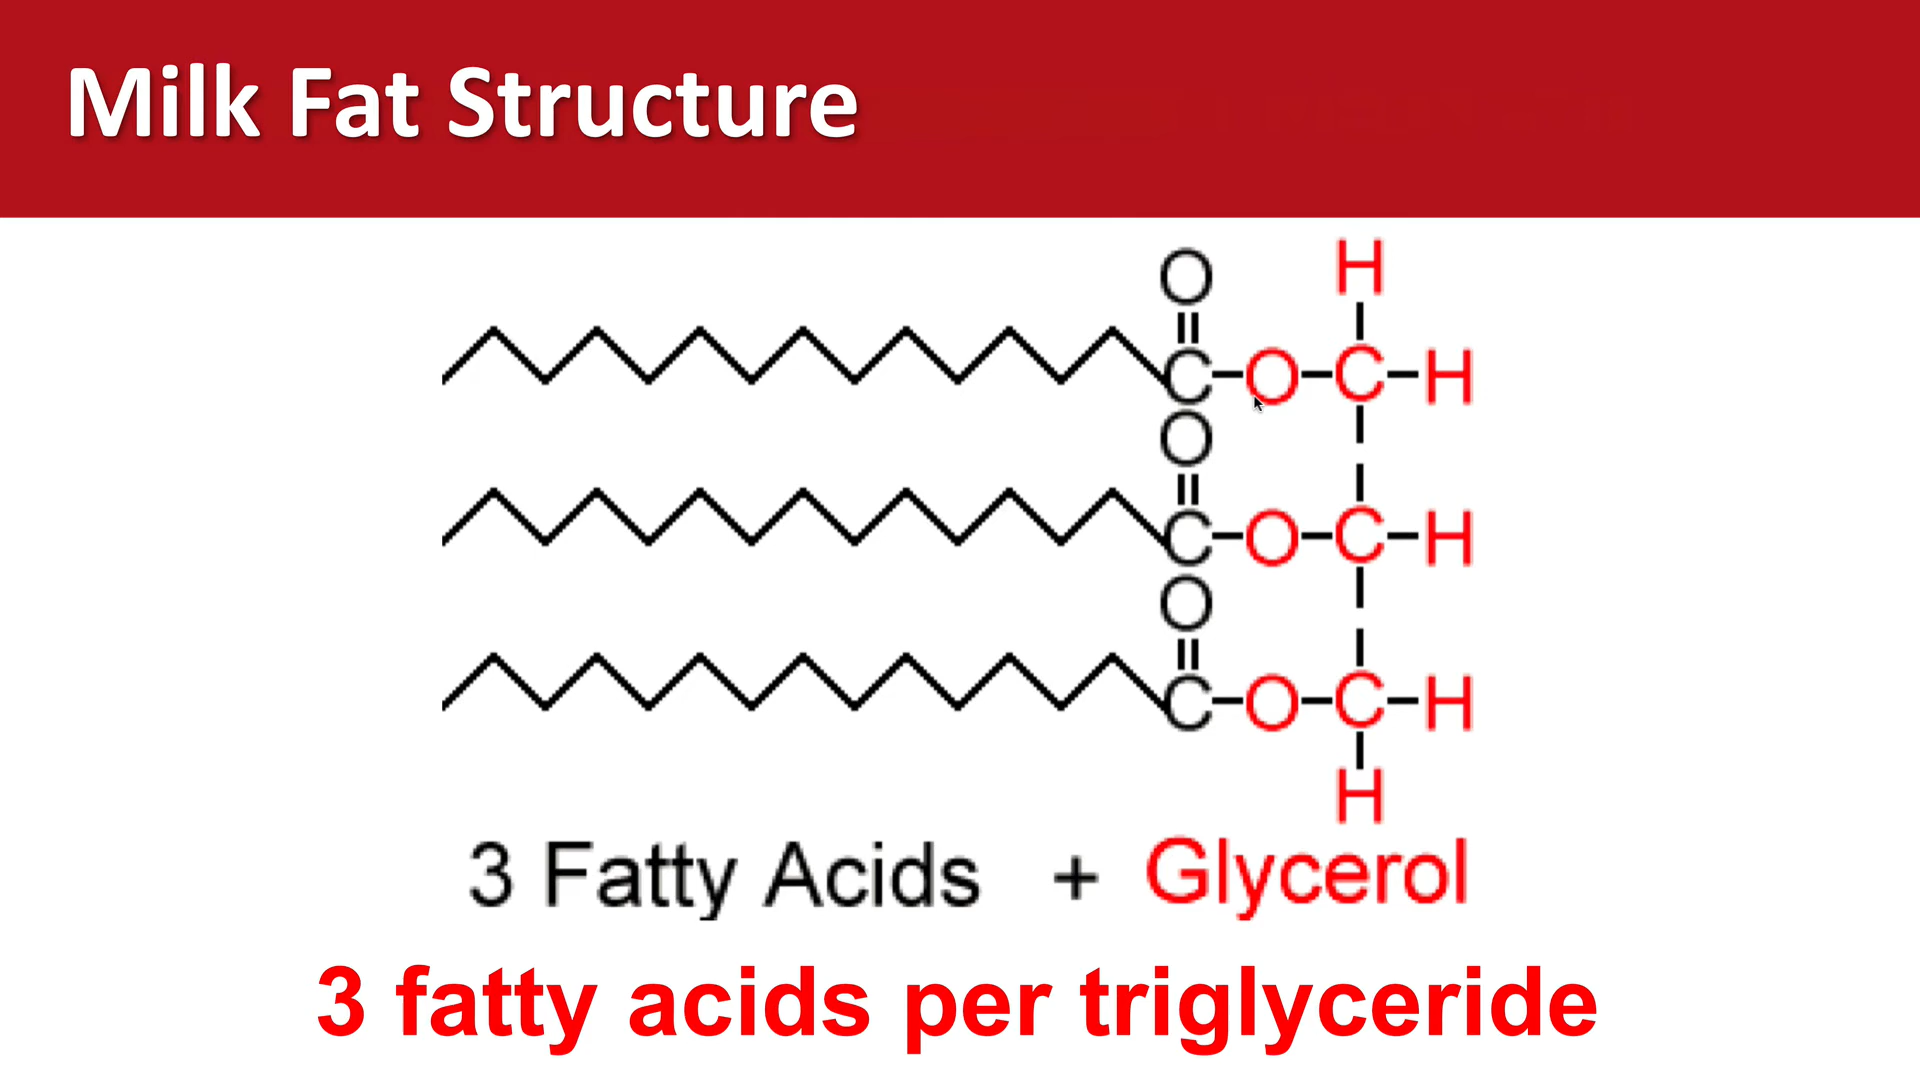 Milk Fat Structure
O H
C O C H
O
C O C H
O
C O C H
H
3 Fatty Acids + Glycerol
3 fatty acids per triglyceride